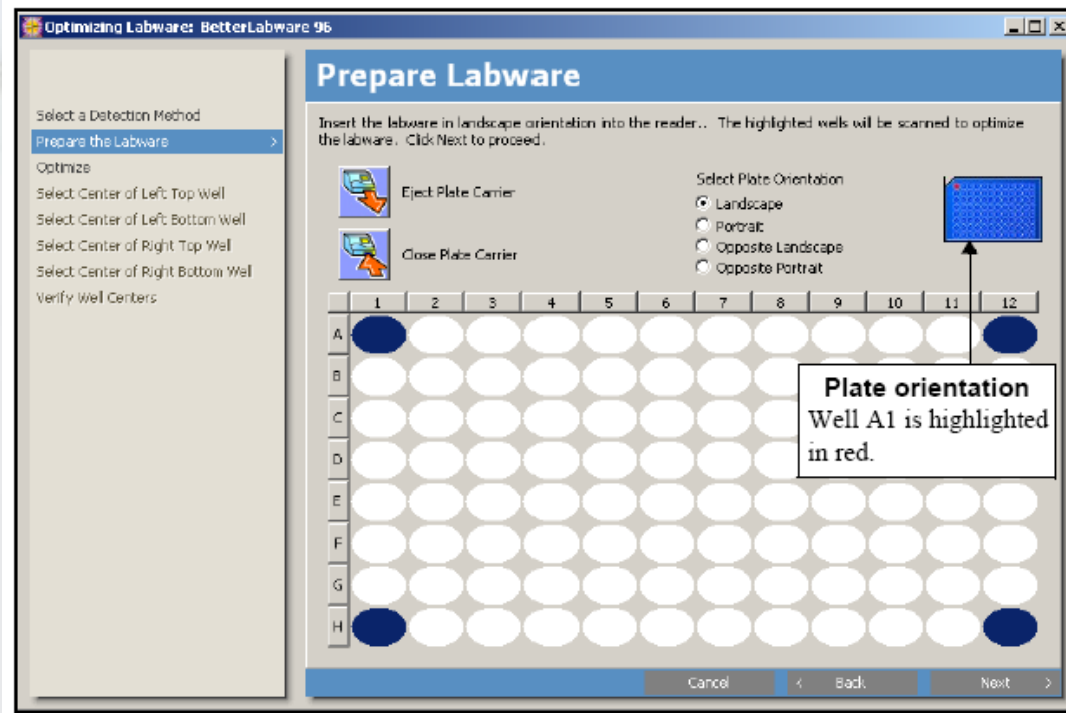 Optimizing Labware: BetterLabware 96
Select a Detection Method
Prepare the Labware >
Optimize
Select Center of Left Top Well
Select Center of Left Bottom Well
Select Center of Right Top Well
Select Center of Right Bottom Well
Verify Well Centers
Prepare Labware
Insert the labware in landscape orientation into the reader.. The highlighted wells will be scanned to optimize
the labware. Click Next to proceed.
Eject Plate Carrier
Close Plate Carrier
Select Plate Orientation
Landscape
Portrait
Opposite Landscape
Opposite Portrait
1 2 3 4 5 6 7 8 9 10 11 12
A
B
C
D
E
F
G
H
Plate orientation
Well A1 is highlighted
in red.
Cancel < Back Next >